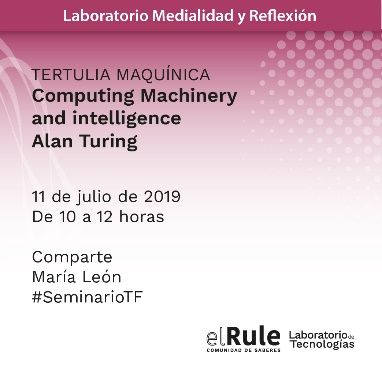 Laboratorio Medialidad y Reflexión
TERTULIA MAQUÍNICA
Computing Machinery
and intelligence
Alan Turing
11 de julio de 2019
De 10 a 12 horas
Comparte
María León
#SeminarioTF
elRule
COMUNIDAD DE SABERES
Laboratorio de
Tecnologías